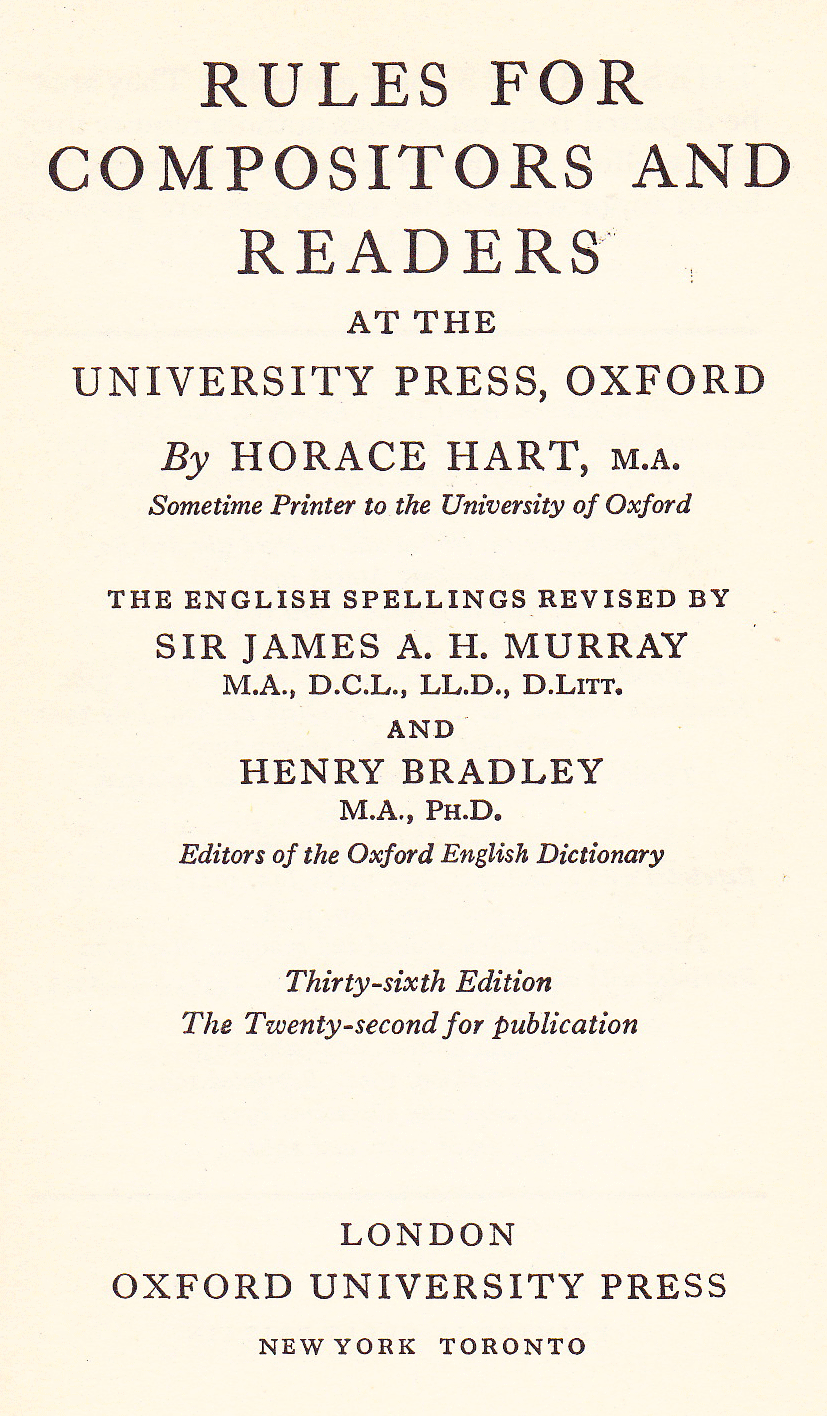 RULES FOR
COMPOSITORS AND
READERS
AT THE
UNIVERSITY PRESS, OXFORD
By HORACE HART, M.A.
Sometime Printer to the University of Oxford
THE ENGLISH SPELLINGS REVISED BY
SIR JAMES A. H. MURRAY
M.A., D.C.L., LL.D., D.LITT.
AND
HENRY BRADLEY
M.A., PH.D.
Editors of the Oxford English Dictionary
Thirty-sixth Edition
The Twenty-second for publication
LONDON
OXFORD UNIVERSITY PRESS
NEW YORK TORONTO